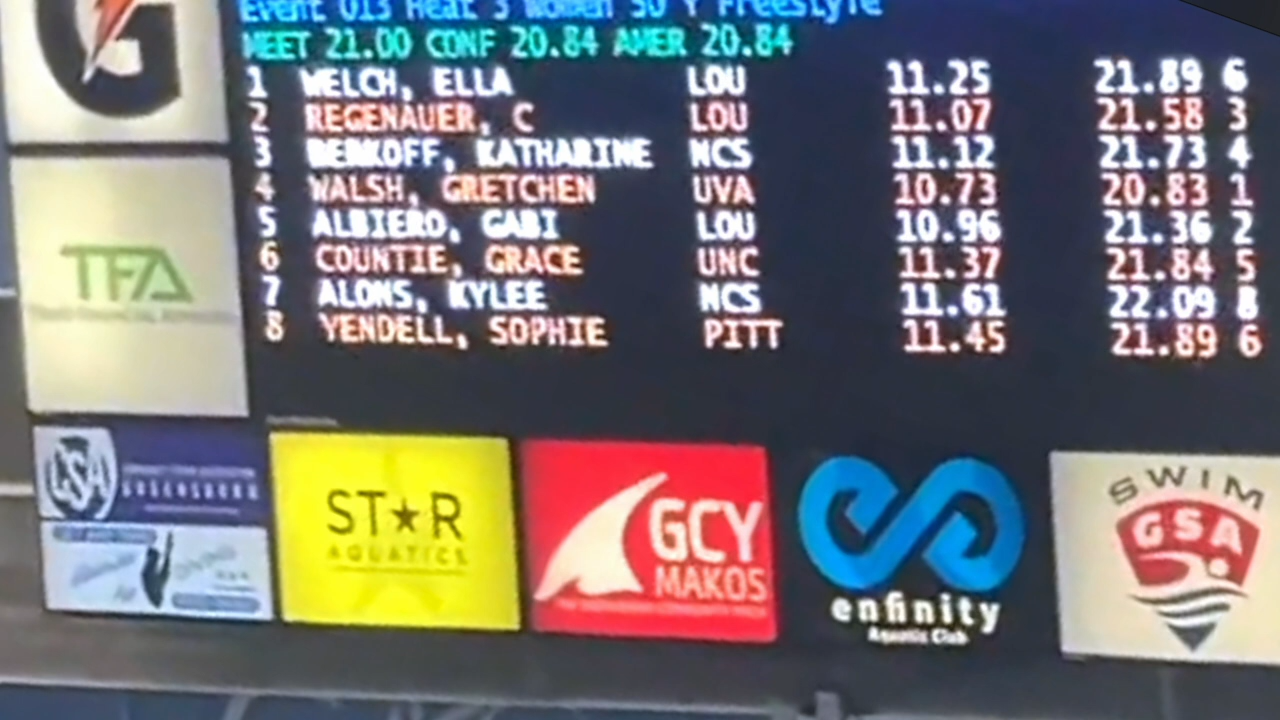 Event 013 Heat 3 Women 50 Y Freestyle
MEET 21.00 CONF 20.84 AMER 20.84
1 WELCH, ELLA LOU 11.25 21.89 6
2 REGENAUER, C LOU 11.07 21.58 3
3 BERKOFF, KATHARINE NCS 11.12 21.73 4
4 WALSH, GRETCHEN UVA 10.73 20.83 1
5 ALBIERO, GABI LOU 10.96 21.36 2
6 COUNTIE, GRACE UNC 11.37 21.84 5
7 ALONS, KYLEE NCS 11.61 22.09 8
8 YENDELL, SOPHIE PITT 11.45 21.89 6
G
TFA
GSA
GREENSBORO
ST★R
AQUATICS
GCY
MAKOS
enfinity
Aquatic Club
SWIM
GSA